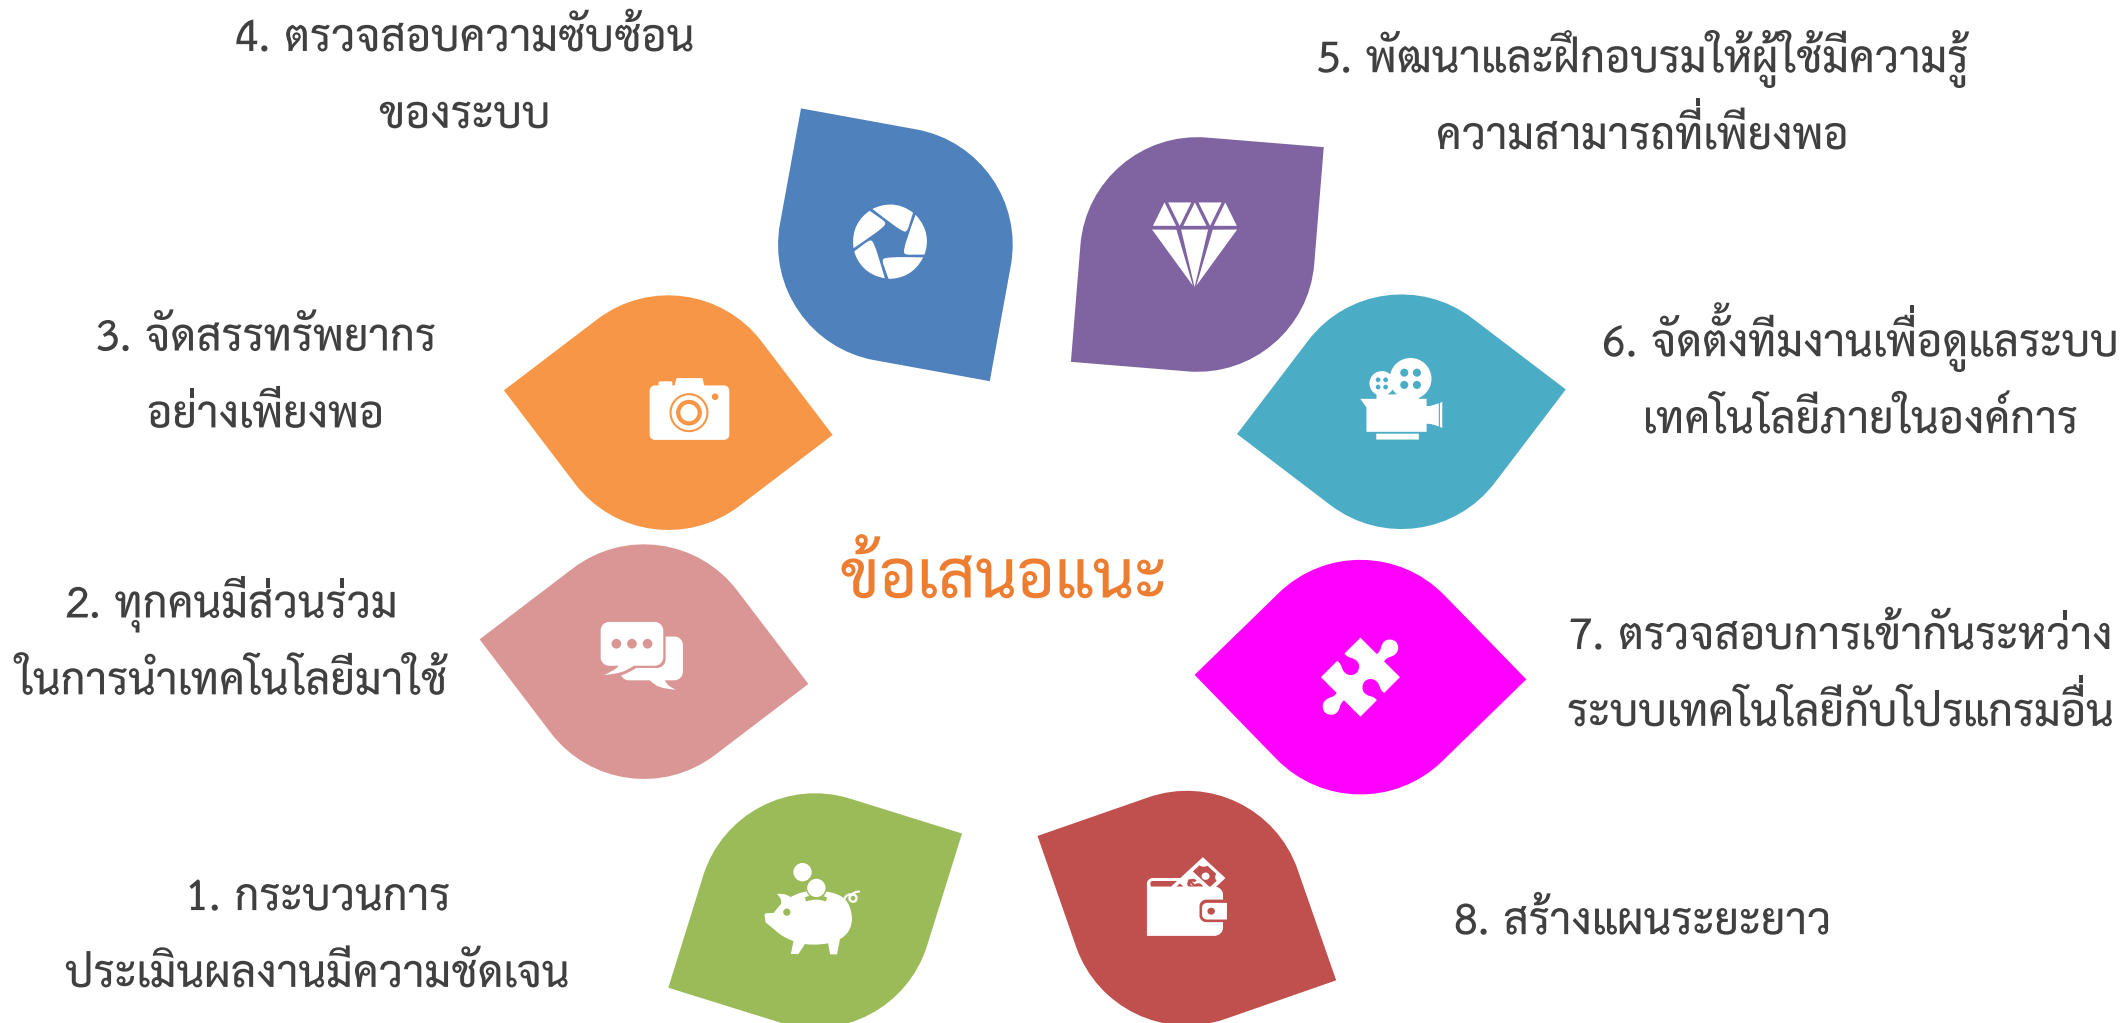 4. ตรวจสอบความซับซ้อน
ของระบบ
5. พัฒนาและฝึกอบรมให้ผู้ใช้มีความรู้
ความสามารถที่เพียงพอ
3. จัดสรรทรัพยากร
อย่างเพียงพอ
6. จัดตั้งทีมงานเพื่อดูแลระบบ
เทคโนโลยีภายในองค์การ
ข้อเสนอแนะ
2. ทุกคนมีส่วนร่วม
ในการนำเทคโนโลยีมาใช้
7. ตรวจสอบการเข้ากันระหว่าง
ระบบเทคโนโลยีกับโปรแกรมอื่น
1. กระบวนการ
ประเมินผลงานมีความชัดเจน
8. สร้างแผนระยะยาว